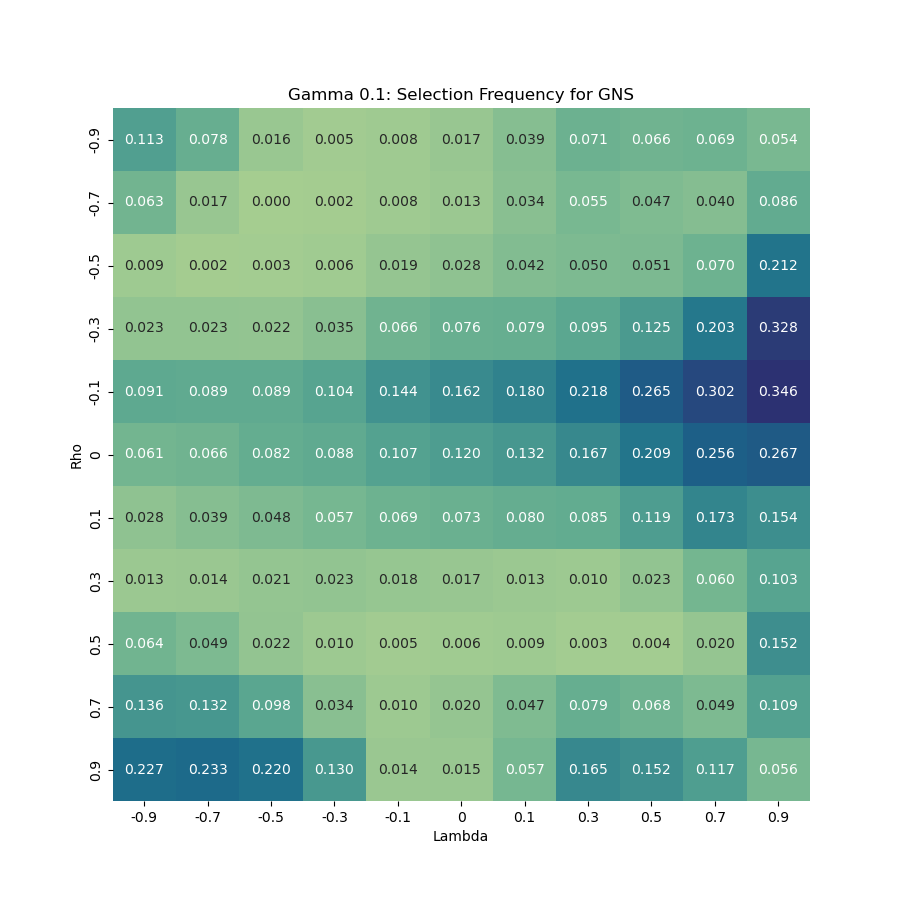 Gamma 0.1: Selection Frequency for GNS
-0.9 0.113 0.078 0.016 0.005 0.008 0.017 0.039 0.071 0.066 0.069 0.054
-0.7 0.063 0.017 0.000 0.002 0.008 0.013 0.034 0.055 0.047 0.040 0.086
-0.5 0.009 0.002 0.003 0.006 0.019 0.028 0.042 0.050 0.051 0.070 0.212
-0.3 0.023 0.023 0.022 0.035 0.066 0.076 0.079 0.095 0.125 0.203 0.328
-0.1 0.091 0.089 0.089 0.104 0.144 0.162 0.180 0.218 0.265 0.302 0.346
Rho
0 0.061 0.066 0.082 0.088 0.107 0.120 0.132 0.167 0.209 0.256 0.267
0.1 0.028 0.039 0.048 0.057 0.069 0.073 0.080 0.085 0.119 0.173 0.154
0.3 0.013 0.014 0.021 0.023 0.018 0.017 0.013 0.010 0.023 0.060 0.103
0.5 0.064 0.049 0.022 0.010 0.005 0.006 0.009 0.003 0.004 0.020 0.152
0.7 0.136 0.132 0.098 0.034 0.010 0.020 0.047 0.079 0.068 0.049 0.109
0.9 0.227 0.233 0.220 0.130 0.014 0.015 0.057 0.165 0.152 0.117 0.056
-0.9 -0.7 -0.5 -0.3 -0.1 0 0.1 0.3 0.5 0.7 0.9
Lambda